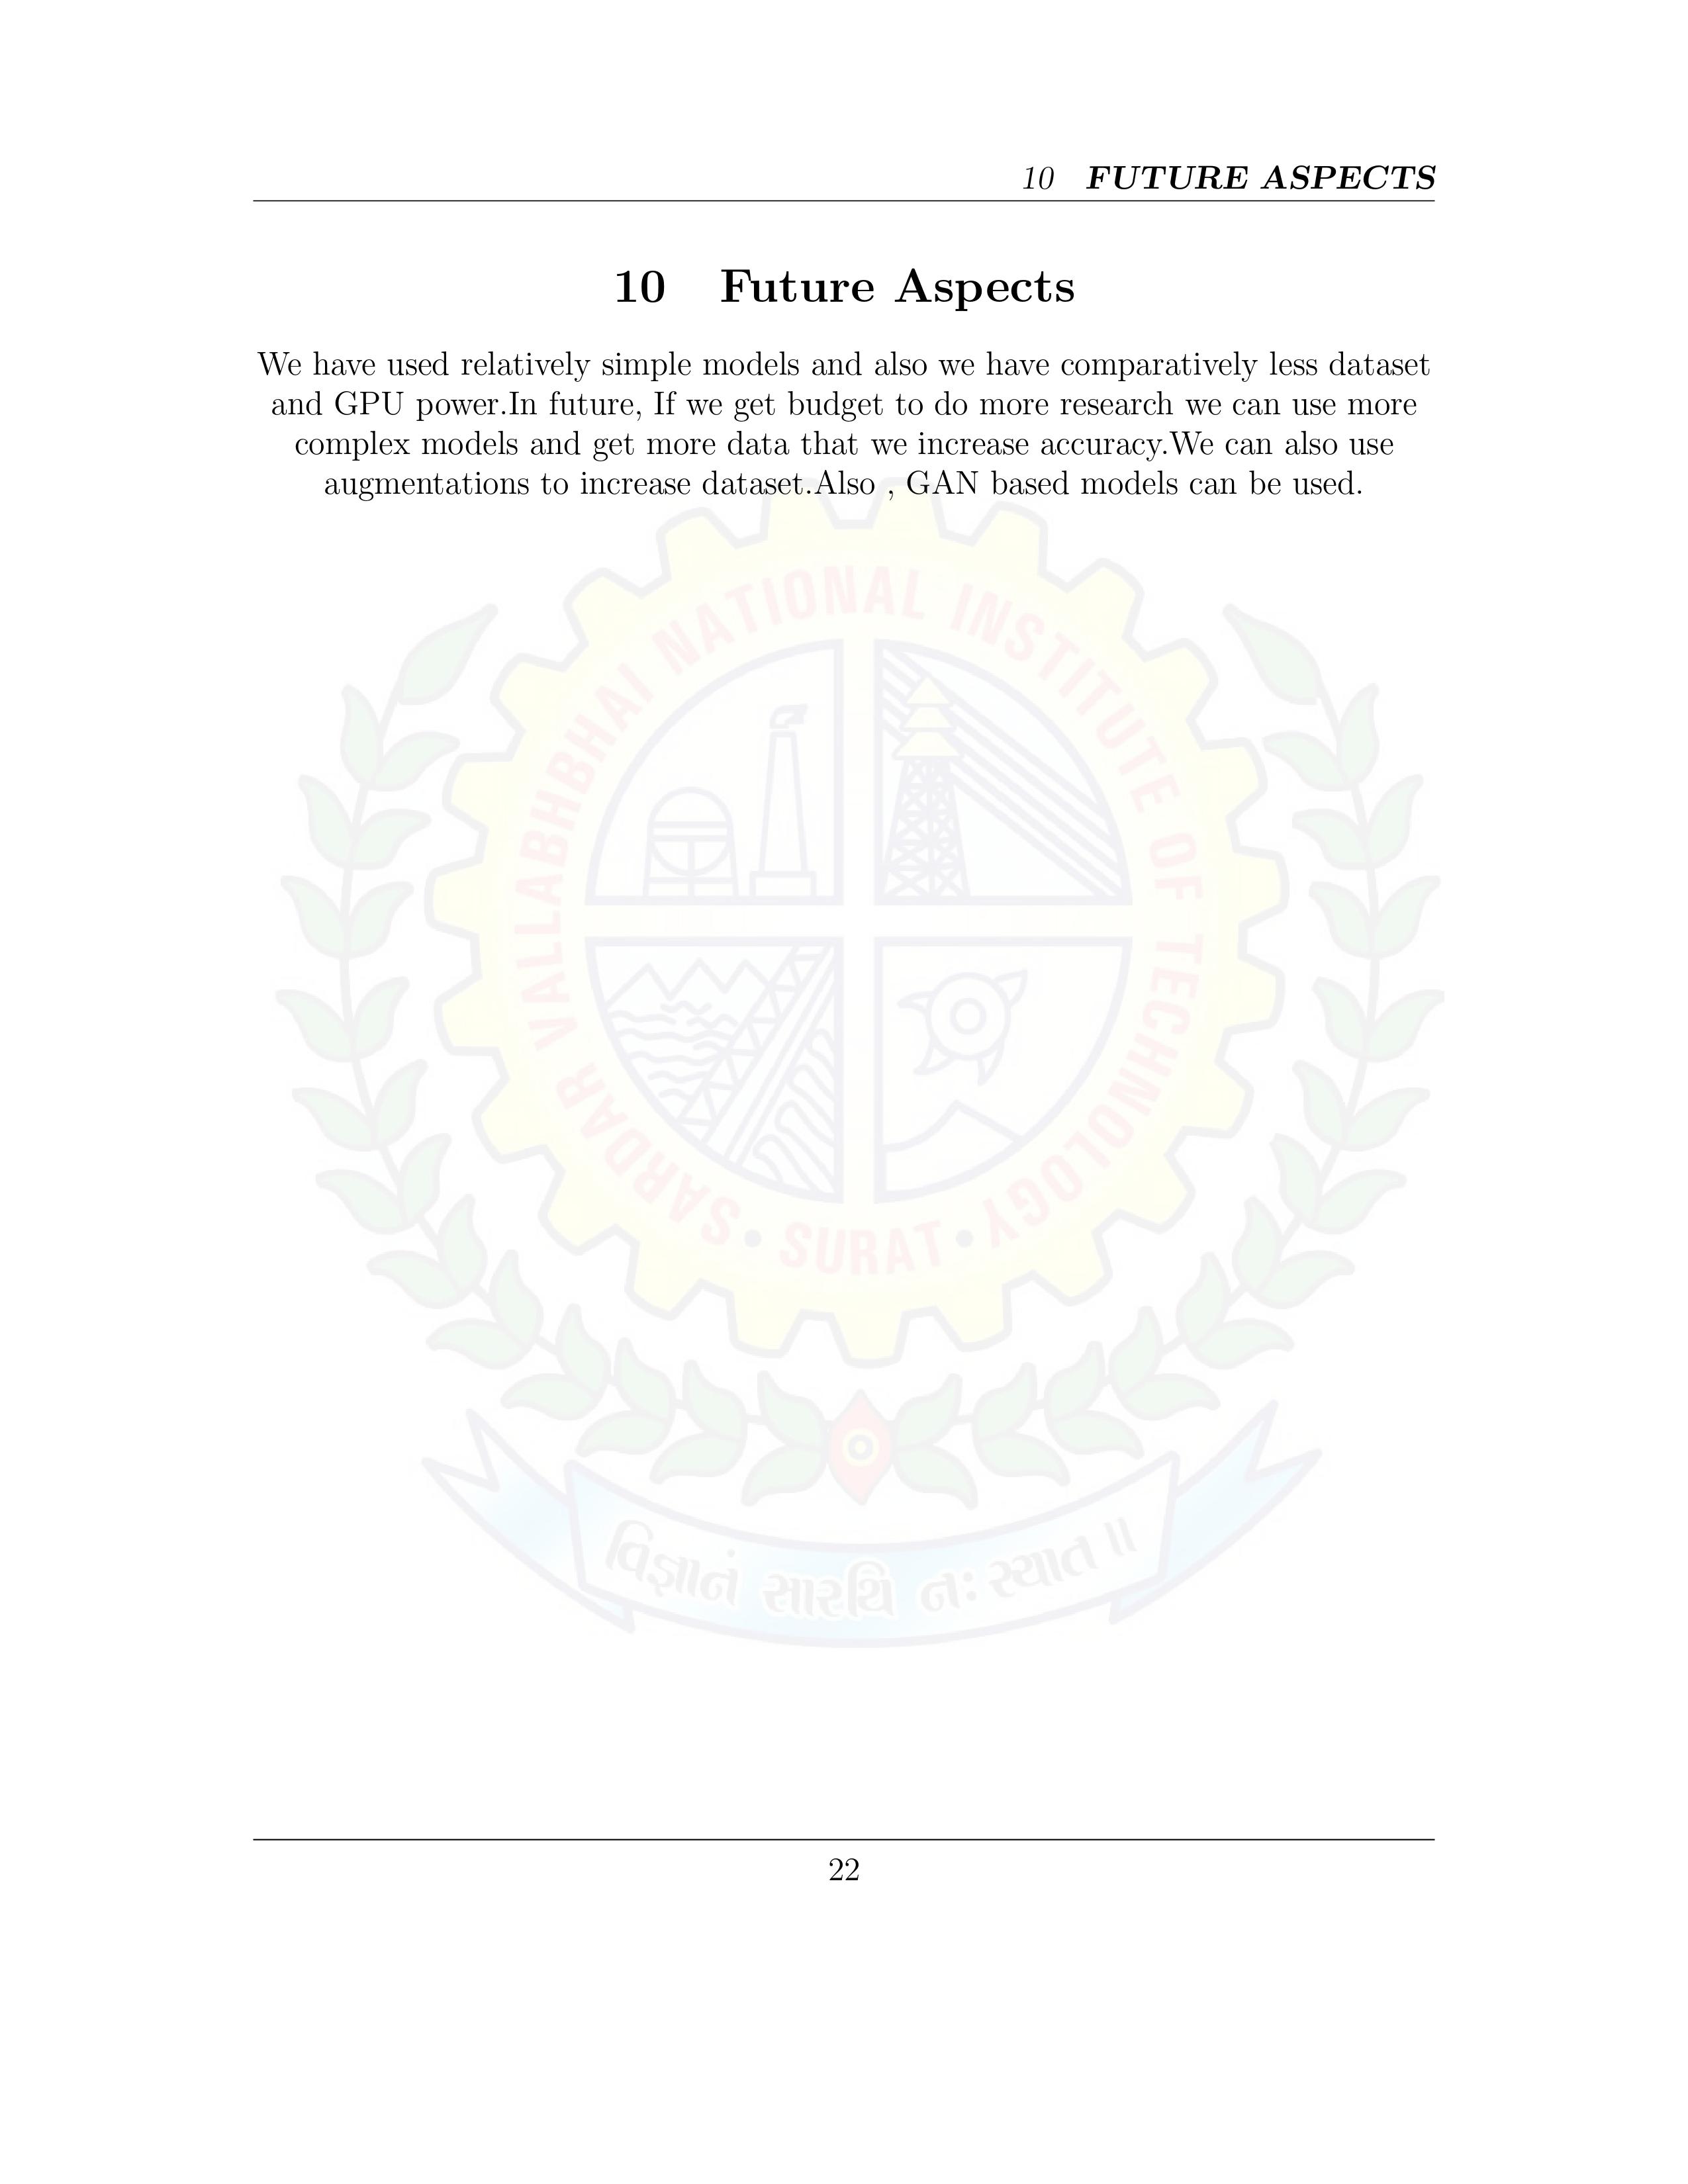 10 FUTURE ASPECTS
10 Future Aspects
We have used relatively simple models and also we have comparatively less dataset
and GPU power.In future, If we get budget to do more research we can use more
complex models and get more data that we increase accuracy.We can also use
augmentations to increase dataset.Also , GAN based models can be used.
SARDAR VALLABHBHAI NATIONAL INSTITUTE OF TECHNOLOGY
• SURAT •
વિજ્ઞાનં સારથિ નઃ સ્યાત ॥
22